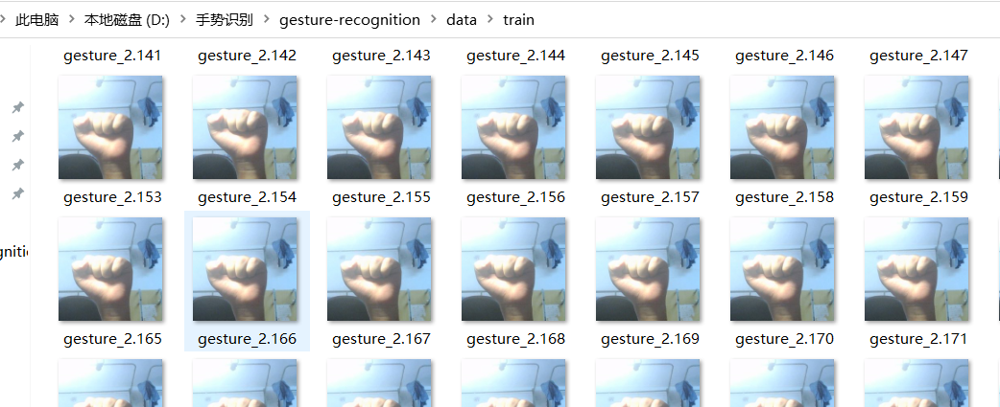 此电脑 > 本地磁盘 (D:) > 手势识别 > gesture-recognition > data > train
gesture_2.141 gesture_2.142 gesture_2.143 gesture_2.144 gesture_2.145 gesture_2.146 gesture_2.147
gesture_2.153 gesture_2.154 gesture_2.155 gesture_2.156 gesture_2.157 gesture_2.158 gesture_2.159
gnitio
gesture_2.165 gesture_2.166 gesture_2.167 gesture_2.168 gesture_2.169 gesture_2.170 gesture_2.171